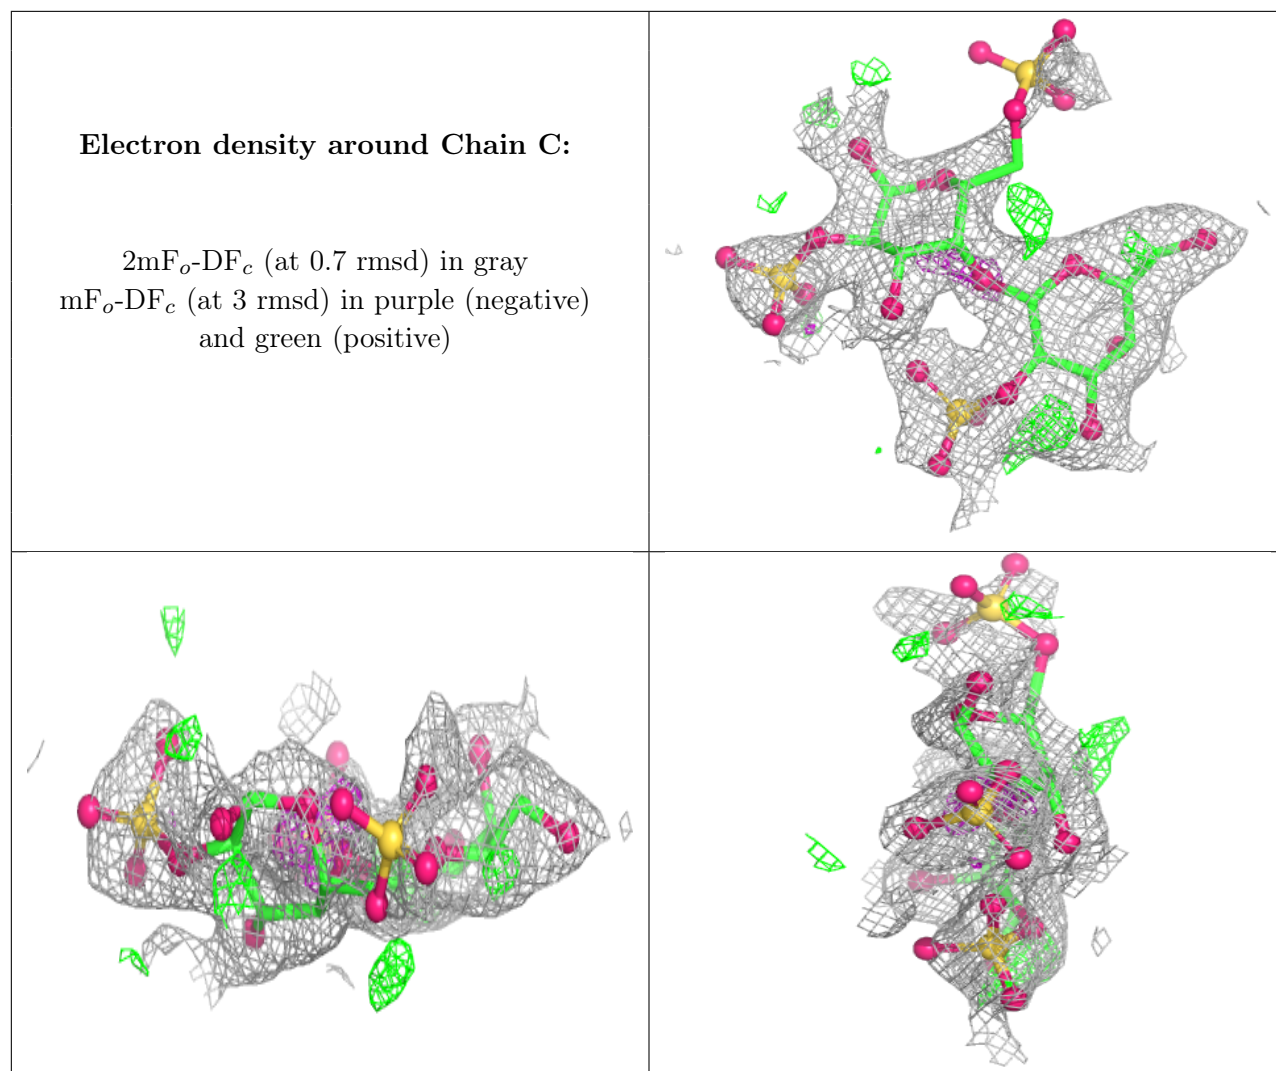 Electron density around Chain C:
2mFo-DFc (at 0.7 rmsd) in gray
mFo-DFc (at 3 rmsd) in purple (negative)
and green (positive)